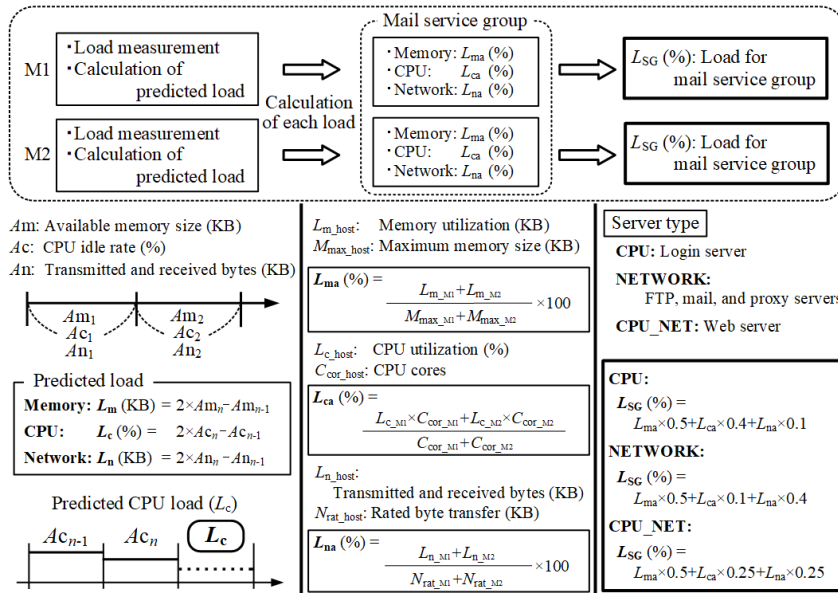 Mail service group
M1
・Load measurement
・Calculation of
predicted load
Calculation
of each load
・Memory: Lma (%)
・CPU: Lca (%)
・Network: Lna (%)
LSG (%): Load for
mail service group
M2
・Load measurement
・Calculation of
predicted load
・Memory: Lma (%)
・CPU: Lca (%)
・Network: Lna (%)
LSG (%): Load for
mail service group
Am: Available memory size (KB)
Ac: CPU idle rate (%)
An: Transmitted and received bytes (KB)
Am1 Am2
Ac1 Ac2
An1 An2
Predicted load
Memory: Lm (KB) = 2×Amn-Amn-1
CPU: Lc (%) = 2×Acn-Acn-1
Network: Ln (KB) = 2×Ann-Ann-1
Predicted CPU load (Lc)
Acn-1 Acn Lc
Lm_host: Memory utilization (KB)
Mmax_host: Maximum memory size (KB)
Lma (%) =
Lm_M1+Lm_M2
×100
Mmax_M1+Mmax_M2
Lc_host: CPU utilization (%)
Ccor_host: CPU cores
Lca (%) =
Lc_M1×Ccor_M1+Lc_M2×Ccor_M2
Ccor_M1+Ccor_M2
Ln_host:
Transmitted and received bytes (KB)
Nrat_host: Rated byte transfer (KB)
Lna (%) =
Ln_M1+Ln_M2
×100
Nrat_M1+Nrat_M2
Server type
CPU: Login server
NETWORK:
FTP, mail, and proxy servers
CPU_NET: Web server
CPU:
LSG (%) =
Lma×0.5+Lca×0.4+Lna×0.1
NETWORK:
LSG (%) =
Lma×0.5+Lca×0.1+Lna×0.4
CPU_NET:
LSG (%) =
Lma×0.5+Lca×0.25+Lna×0.25